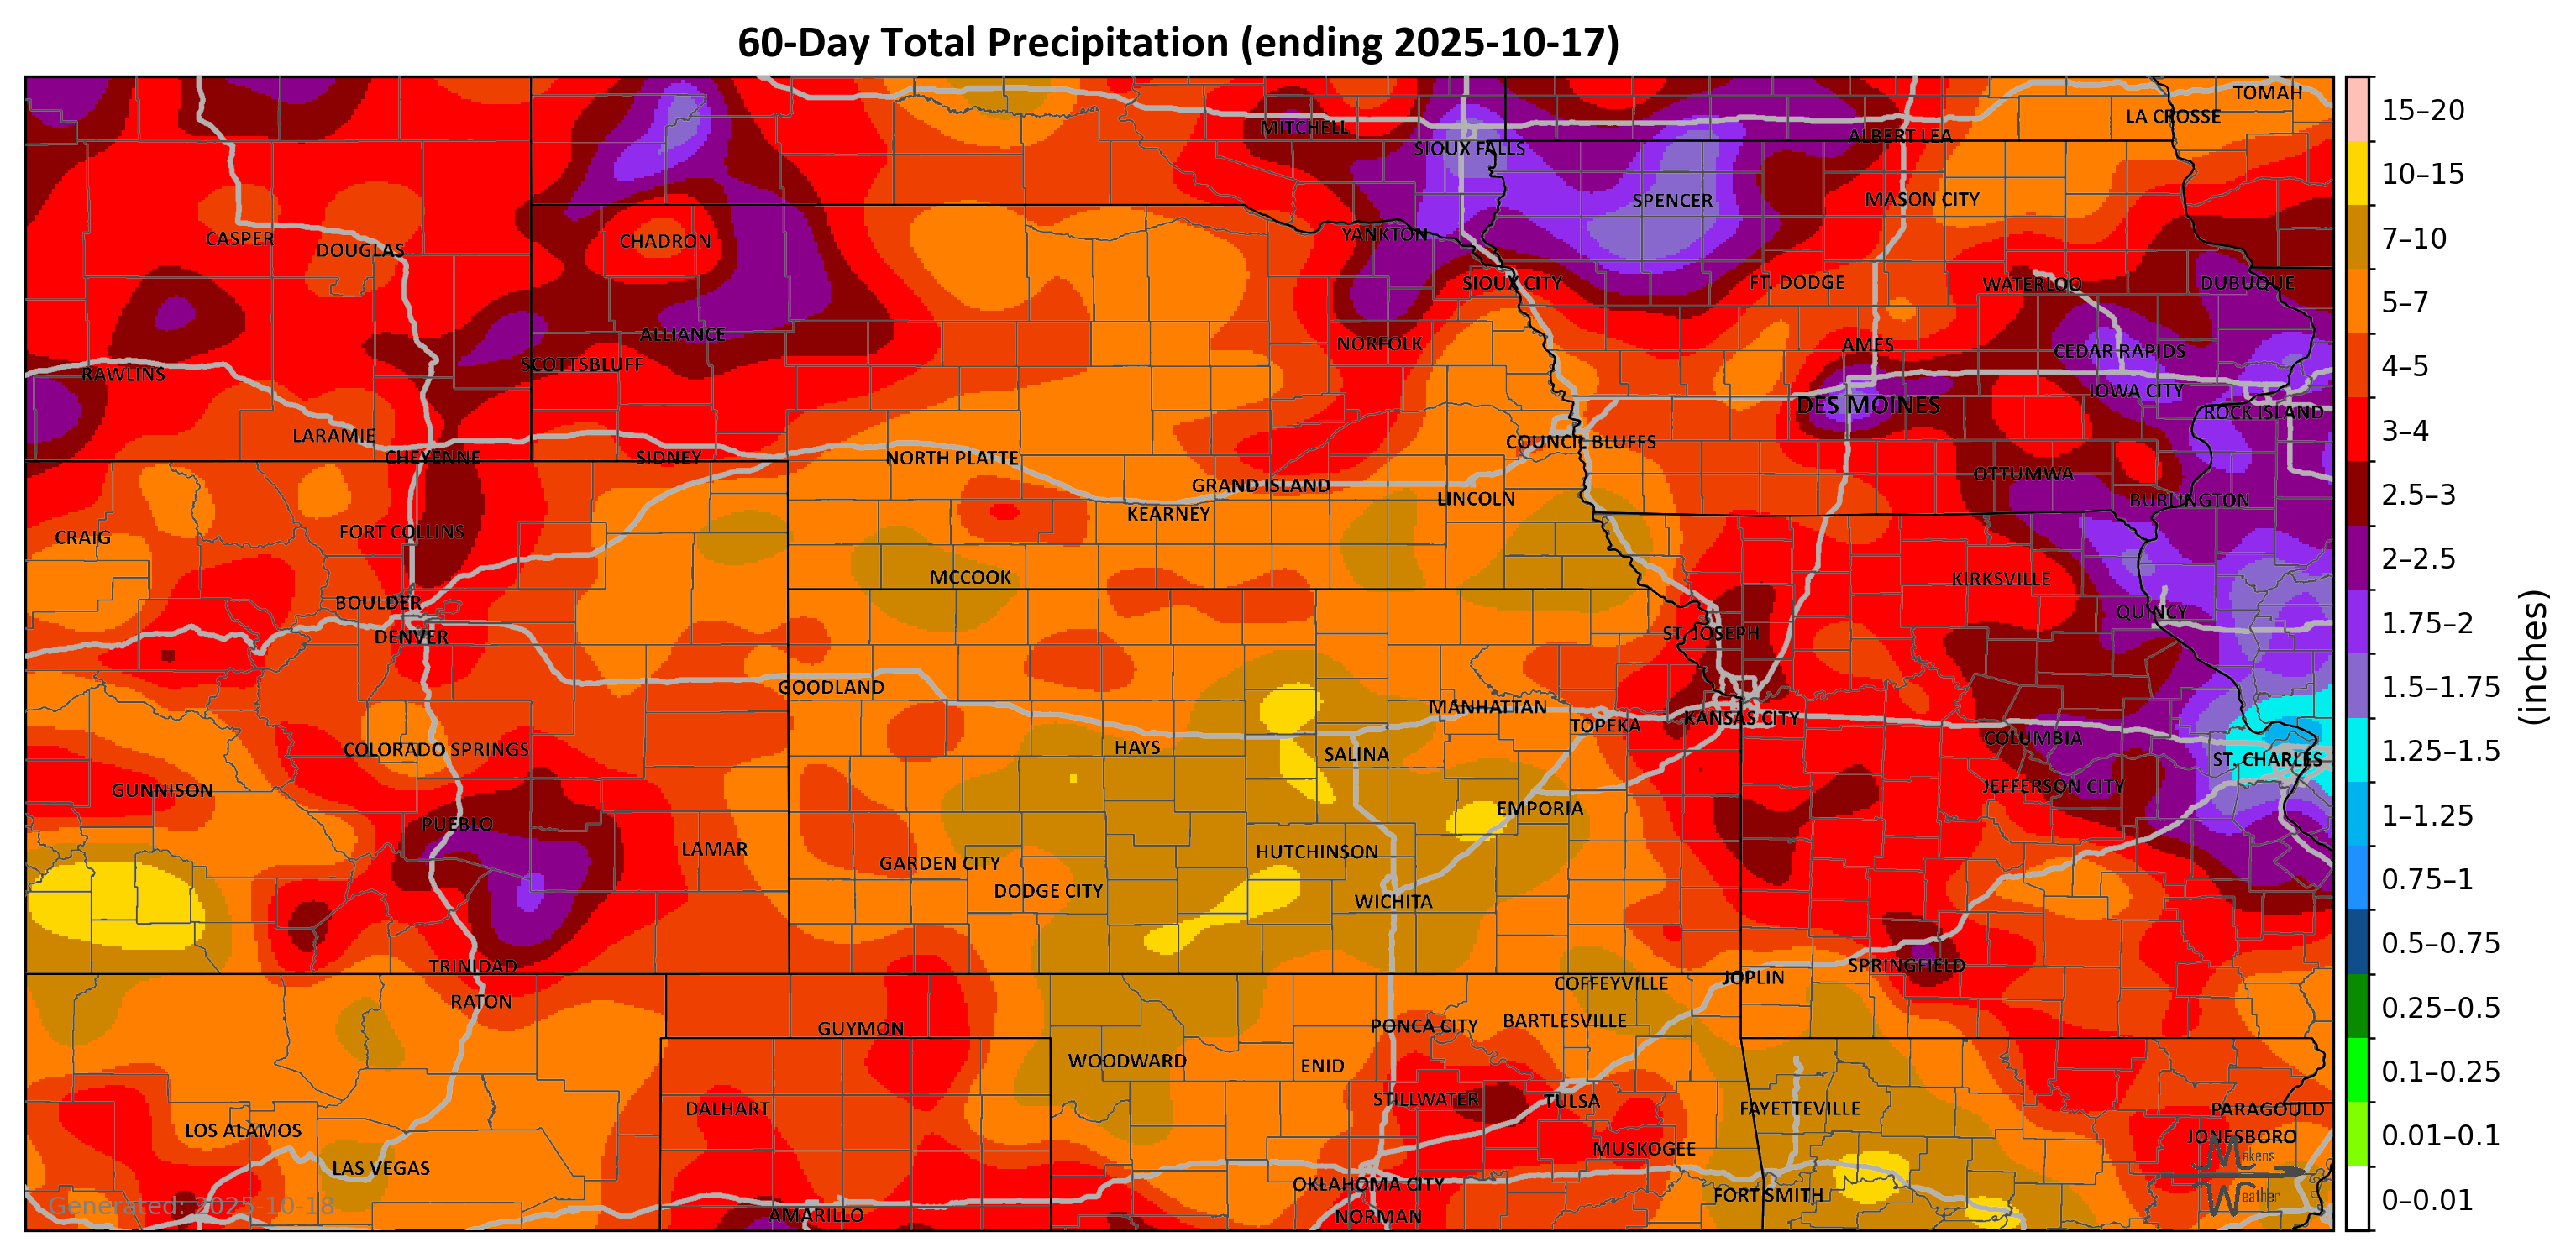 60-Day Total Precipitation (ending 2025-10-17)
TOMAH
LA CROSSE
MITCHELL
ALBERT LEA
SIOUX FALLS
SPENCER
MASON CITY
YANKTON
CASPER
DOUGLAS
CHADRON
SIOUX CITY
FT. DODGE
WATERLOO
DUBUQUE
ALLIANCE
NORFOLK
AMES
CEDAR RAPIDS
SCOTTSBLUFF
RAWLINS
IOWA CITY
DES MOINES
ROCK ISLAND
LARAMIE
COUNCIL BLUFFS
CHEYENNE
SIDNEY
NORTH PLATTE
OTTUMWA
GRAND ISLAND
LINCOLN
BURLINGTON
KEARNEY
CRAIG
FORT COLLINS
MCCOOK
KIRKSVILLE
BOULDER
QUINCY
DENVER
ST. JOSEPH
GOODLAND
MANHATTAN
TOPEKA
KANSAS CITY
COLORADO SPRINGS
HAYS
SALINA
COLUMBIA
ST. CHARLES
GUNNISON
JEFFERSON CITY
EMPORIA
PUEBLO
LAMAR
GARDEN CITY
HUTCHINSON
DODGE CITY
WICHITA
TRINIDAD
SPRINGFIELD
JOPLIN
COFFEYVILLE
RATON
GUYMON
PONCA CITY
BARTLESVILLE
WOODWARD
ENID
DALHART
STILLWATER
TULSA
FAYETTEVILLE
PARAGOULD
LOS ALAMOS
JONESBORO
MUSKOGEE
LAS VEGAS
OKLAHOMA CITY
FORT SMITH
AMARILLO
NORMAN
Generated: 2025-10-18
Makens
Weather
15–20
10–15
7–10
5–7
4–5
3–4
2.5–3
2–2.5
1.75–2
1.5–1.75
1.25–1.5
1–1.25
0.75–1
0.5–0.75
0.25–0.5
0.1–0.25
0.01–0.1
0–0.01
(inches)